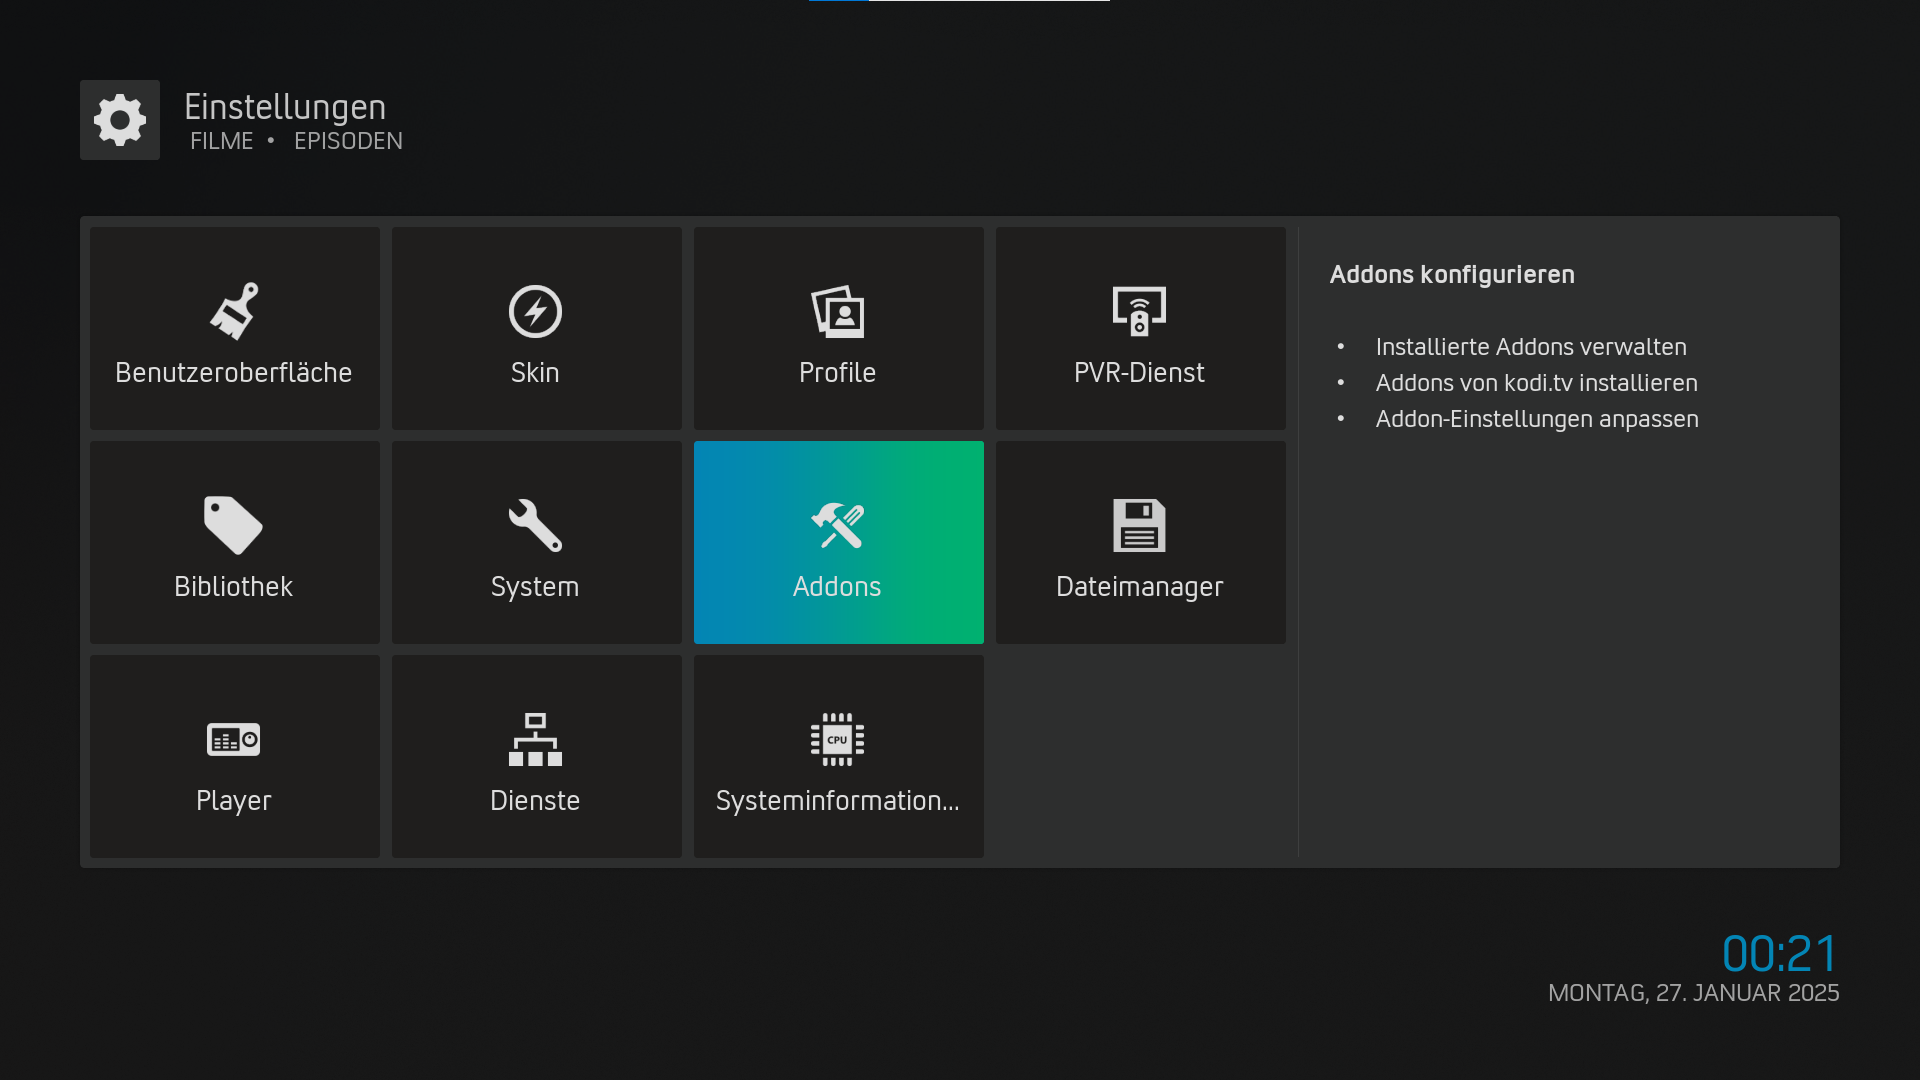 Einstellungen
FILME • EPISODEN
Benutzeroberfläche
Skin
Profile
PVR-Dienst
Bibliothek
System
Addons
Dateimanager
Player
Dienste
CPU
Systeminformation...
Addons konfigurieren
• Installierte Addons verwalten
• Addons von kodi.tv installieren
• Addon-Einstellungen anpassen
00:21
MONTAG, 27. JANUAR 2025